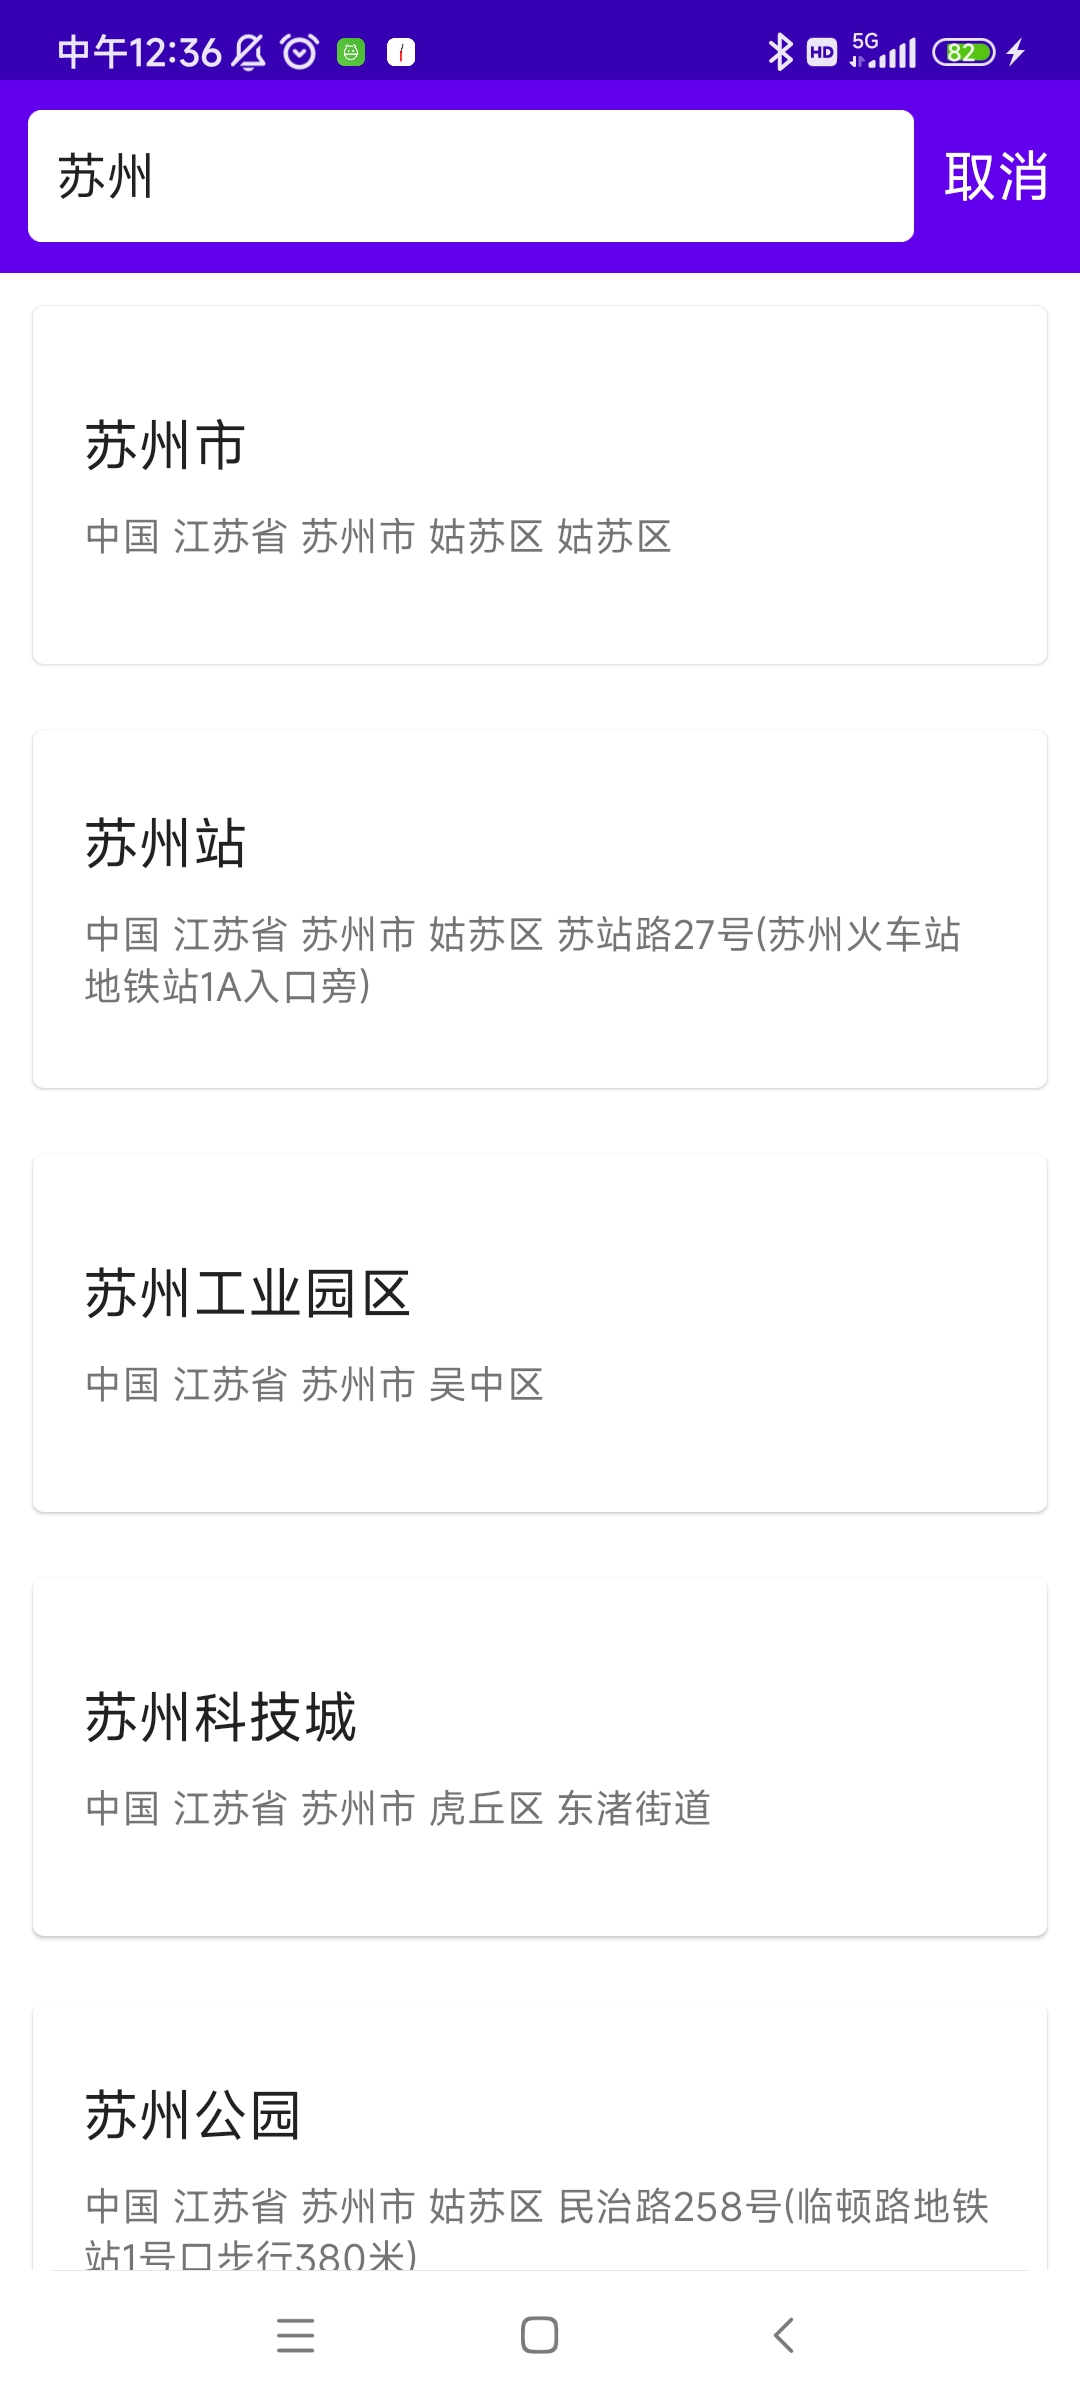 中午12:36
HD 5G 82
苏州
取消
苏州市
中国 江苏省 苏州市 姑苏区 姑苏区
苏州站
中国 江苏省 苏州市 姑苏区 苏站路27号(苏州火车站
地铁站1A入口旁)
苏州工业园区
中国 江苏省 苏州市 吴中区
苏州科技城
中国 江苏省 苏州市 虎丘区 东渚街道
苏州公园
中国 江苏省 苏州市 姑苏区 民治路258号(临顿路地铁
站1号口步行380米)